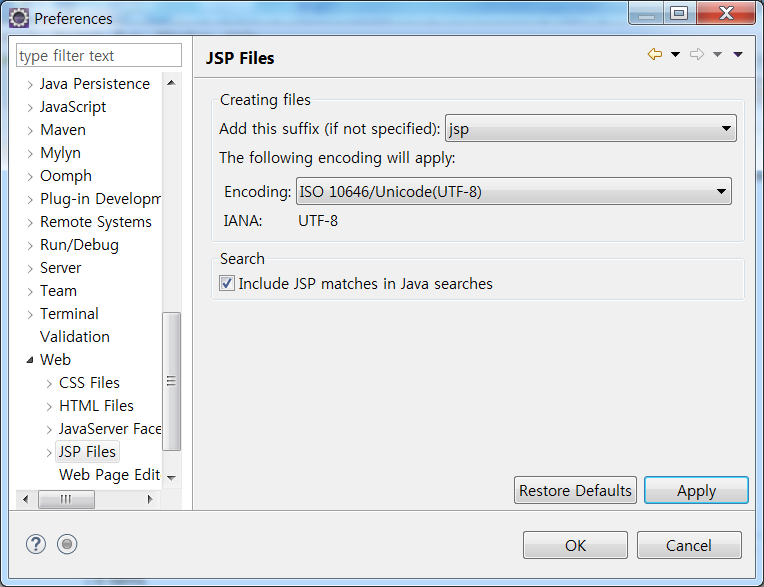 Preferences
type filter text
Java Persistence
JavaScript
Maven
Mylyn
Oomph
Plug-in Developm
Remote Systems
Run/Debug
Server
Team
Terminal
Validation
Web
CSS Files
HTML Files
JavaServer Face
JSP Files
Web Page Edit
JSP Files
Creating files
Add this suffix (if not specified): jsp
The following encoding will apply:
Encoding: ISO 10646/Unicode(UTF-8)
IANA: UTF-8
Search
Include JSP matches in Java searches
Restore Defaults Apply
OK Cancel